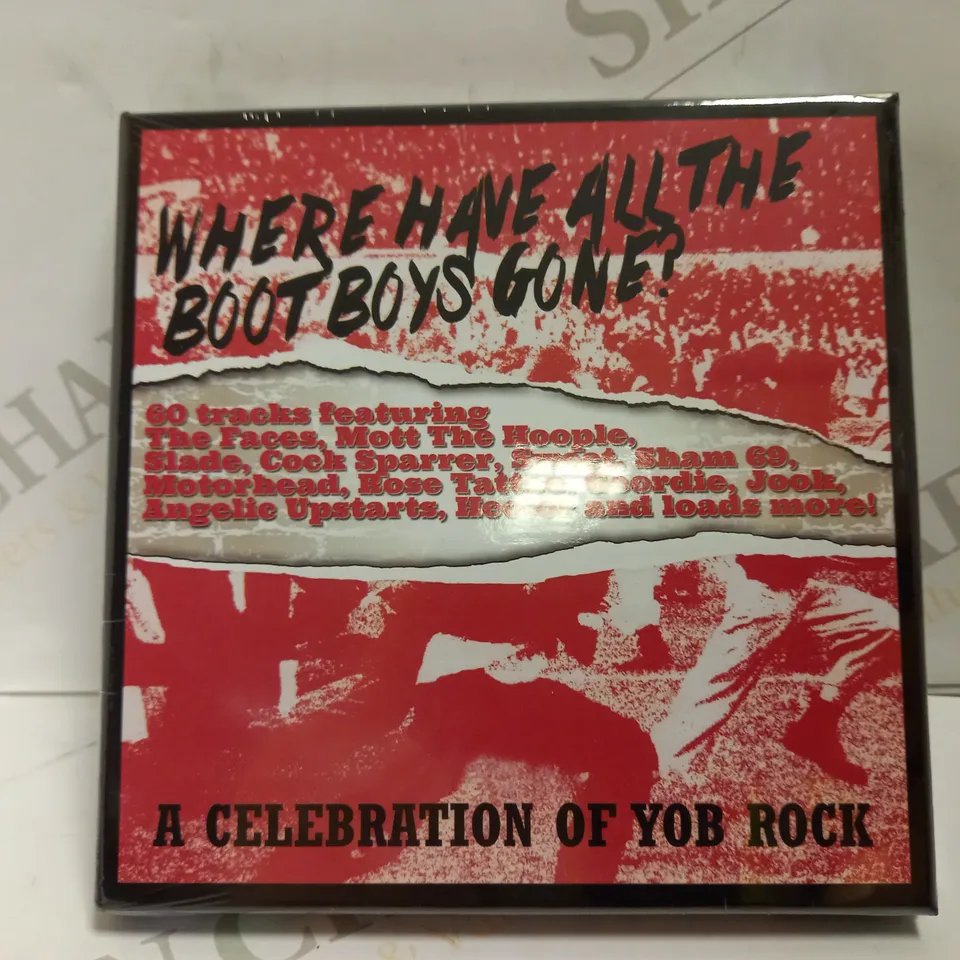 WHERE HAVE ALL THE
BOOT BOYS GONE?
60 tracks featuring
The Faces, Mott The Hoople,
Slade, Cock Sparrer, Sweet, Sham 69,
Motorhead, Rose Tattoo, Geordie, Jook,
Angelic Upstarts, and loads more!
A CELEBRATION OF YOB ROCK